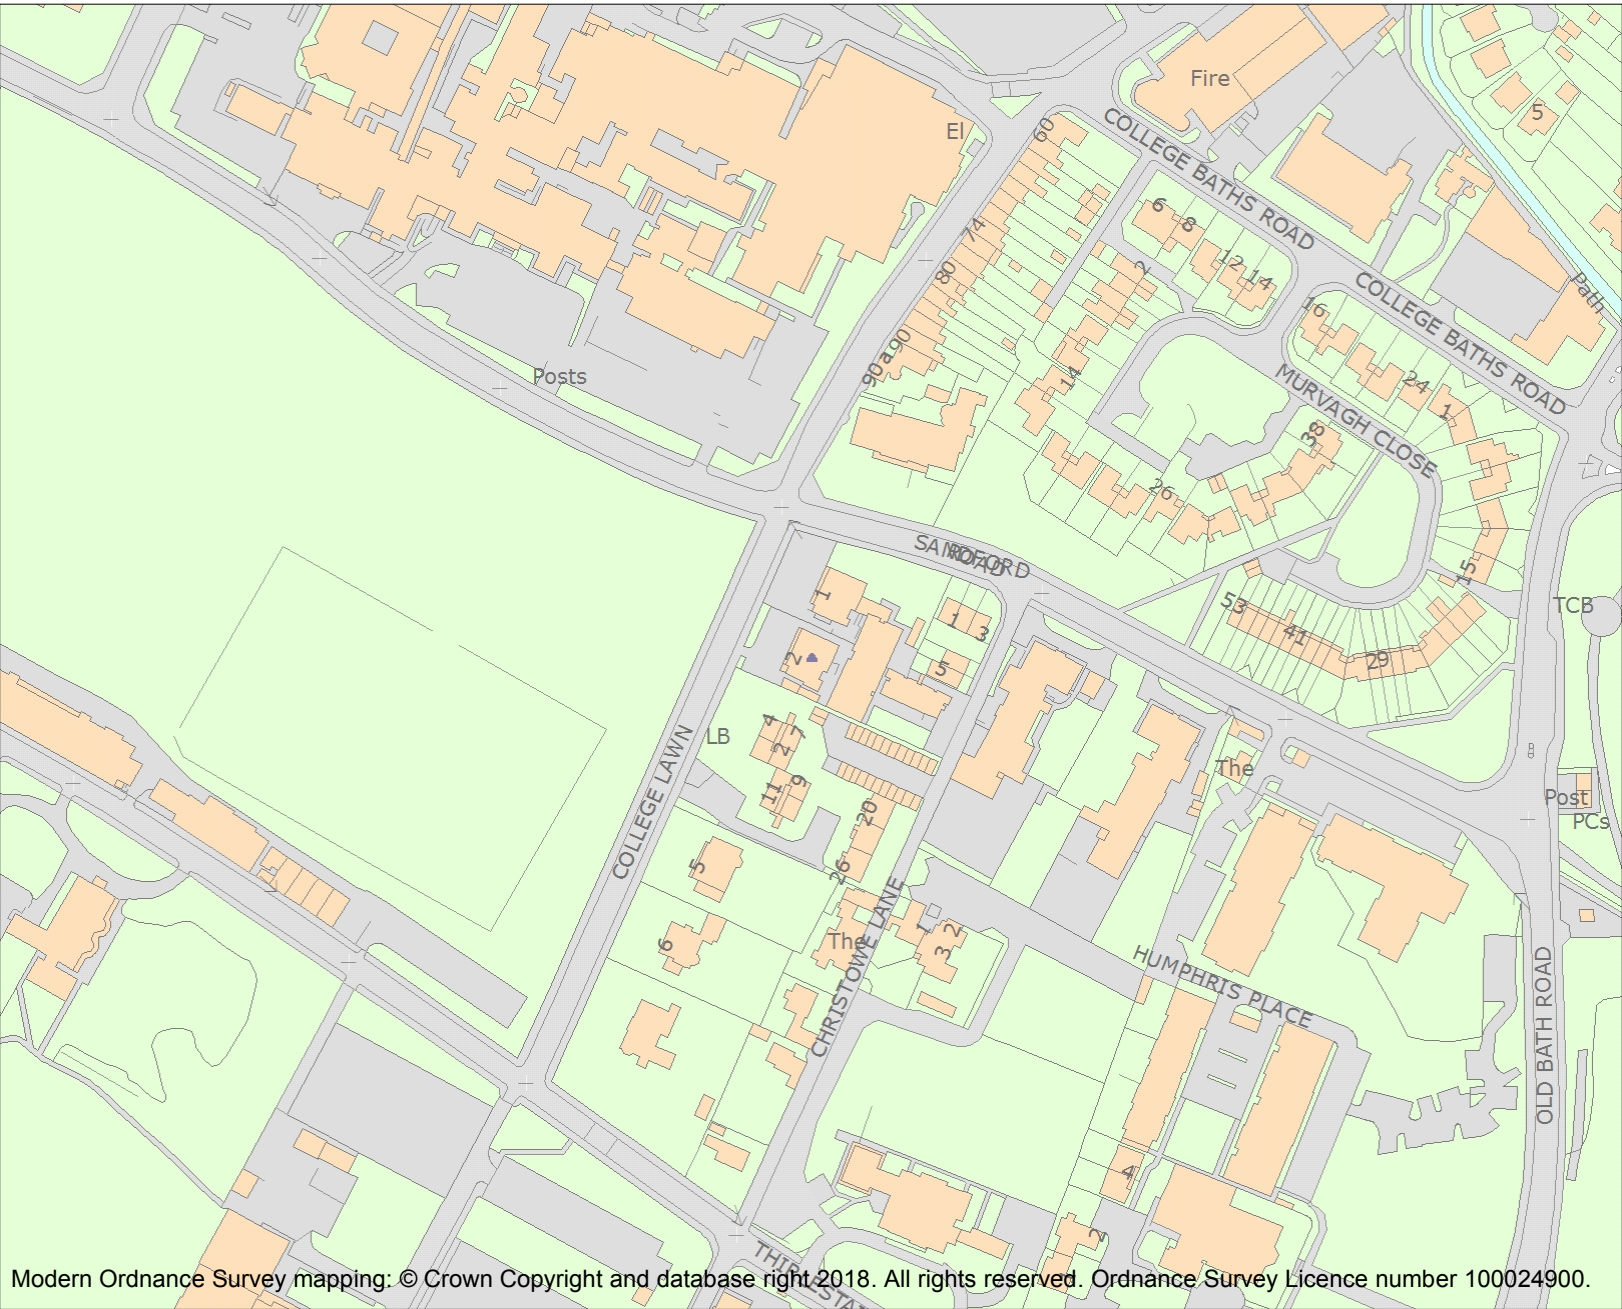 Fire
5
60
El
COLLEGE BATHS ROAD
6
8
74
12
14
80
2
COLLEGE BATHS ROAD
Path
16
90
90a
Posts
14
24
1
MURVAGH CLOSE
38
26
SANDFORD
ROAD
15
1
53
TCB
1
3
41
2
29
5
4
7
2
LB
The
9
11
Post
20
PCs
COLLEGE LAWN
5
26
CHRISTOWE LANE
1
2
The
6
3
HUMPHRIS PLACE
OLD BATH ROAD
4
2
THIRLESTA
Modern Ordnance Survey mapping: © Crown Copyright and database right 2018. All rights reserved. Ordnance Survey Licence number 100024900.